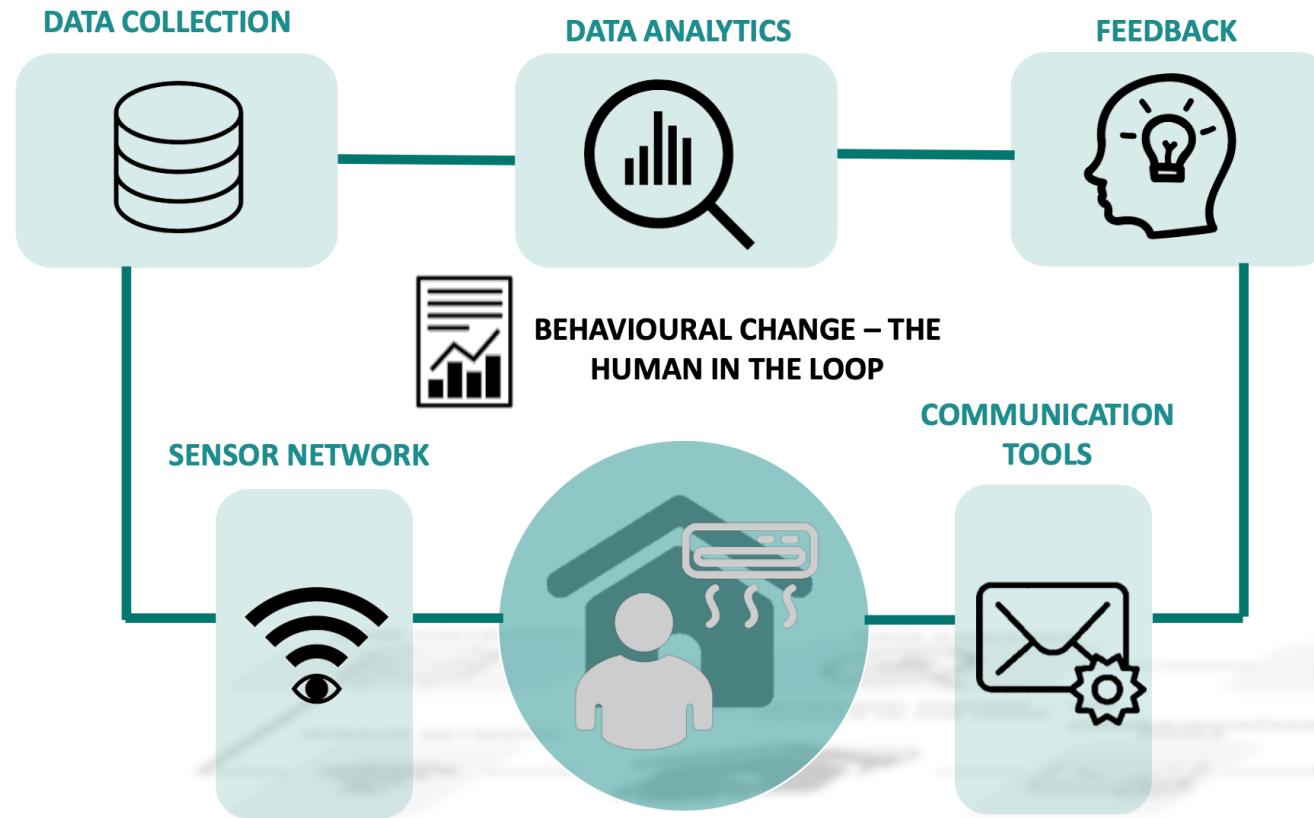 DATA COLLECTION
DATA ANALYTICS
FEEDBACK
BEHAVIOURAL CHANGE – THE
HUMAN IN THE LOOP
SENSOR NETWORK
COMMUNICATION
TOOLS